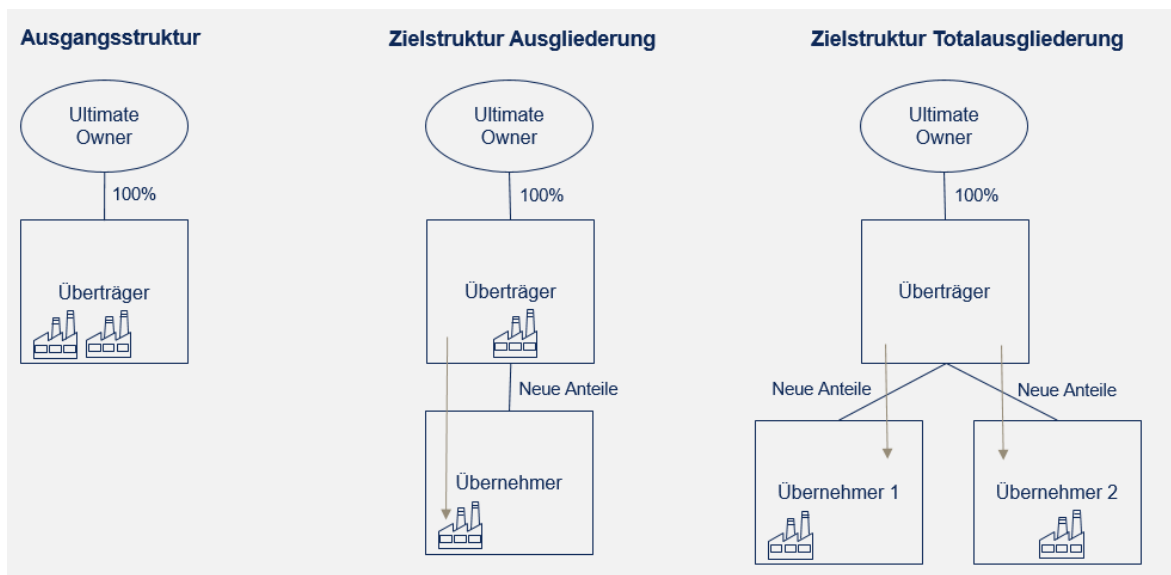 Ausgangsstruktur
Ultimate
Owner
100%
Überträger
Zielstruktur Ausgliederung
Ultimate
Owner
100%
Überträger
Neue Anteile
Übernehmer
Zielstruktur Totalausgliederung
Ultimate
Owner
100%
Überträger
Neue Anteile
Neue Anteile
Übernehmer 1
Übernehmer 2